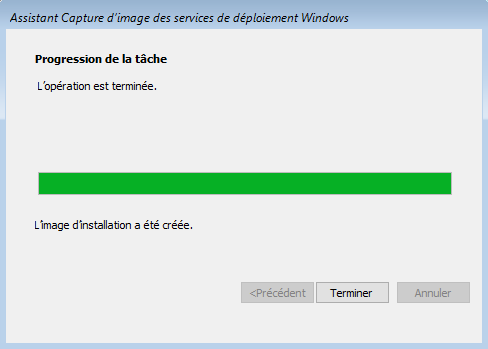 Assistant Capture d'image des services de déploiement Windows
Progression de la tâche
L'opération est terminée.
L'image d'installation a été créée.
<Précédent
Terminer
Annuler